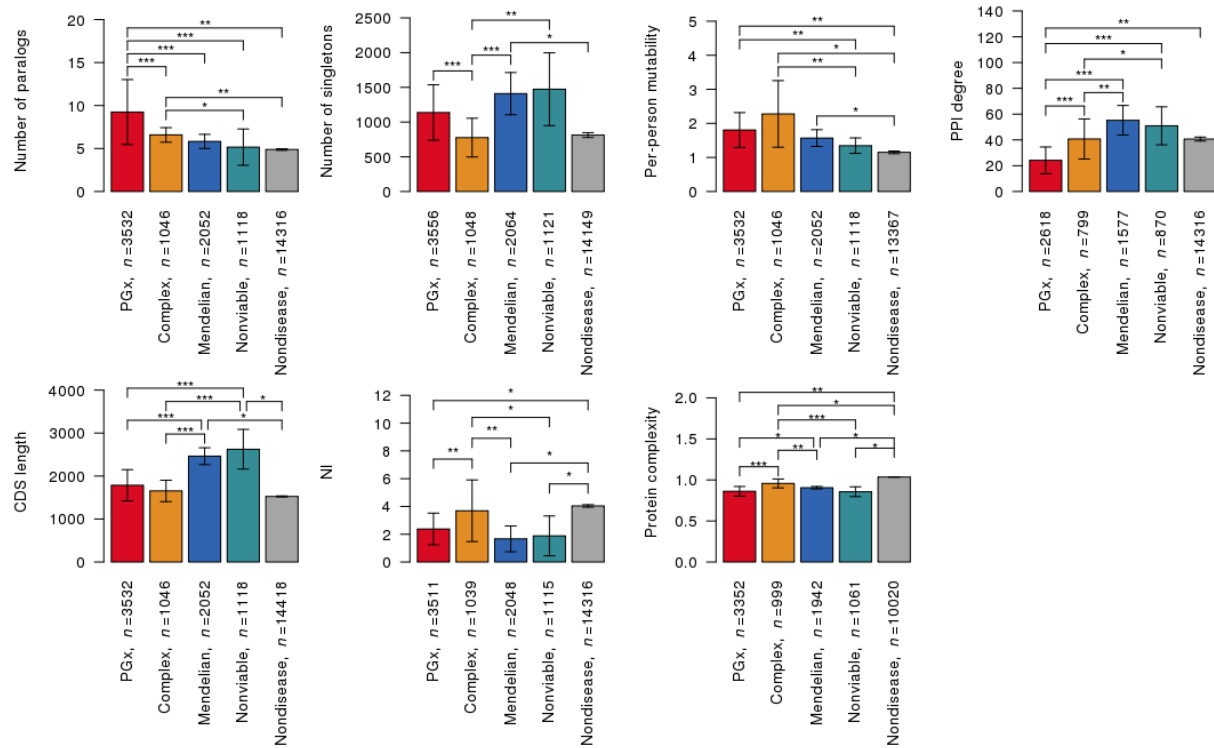 Number of paralogs
20
15
10
5
0
**
***
***
***
**
*
PGx, n=3532
Complex, n=1046
Mendelian, n=2052
Nonviable, n=1118
Nondisease, n=14316
Number of singletons
2500
2000
1500
1000
500
0
**
***
*
***
PGx, n=3556
Complex, n=1048
Mendelian, n=2064
Nonviable, n=1121
Nondisease, n=14149
Per-person mutability
5
4
3
2
1
0
**
**
*
**
*
PGx, n=3532
Complex, n=1046
Mendelian, n=2052
Nonviable, n=1118
Nondisease, n=13367
PPI degree
140
120
100
80
60
40
20
0
**
***
*
***
**
***
PGx, n=2618
Complex, n=799
Mendelian, n=1577
Nonviable, n=870
Nondisease, n=14316
CDS length
4000
3000
2000
1000
0
***
***
*
***
*
***
PGx, n=3532
Complex, n=1046
Mendelian, n=2052
Nonviable, n=1118
Nondisease, n=14418
NI
12
10
8
6
4
2
0
*
*
**
**
*
*
PGx, n=3511
Complex, n=1039
Mendelian, n=2048
Nonviable, n=1115
Nondisease, n=14316
Protein complexity
2.0
1.5
1.0
0.5
0.0
**
*
***
*
*
**
*
***
PGx, n=3352
Complex, n=999
Mendelian, n=1942
Nonviable, n=1061
Nondisease, n=10020